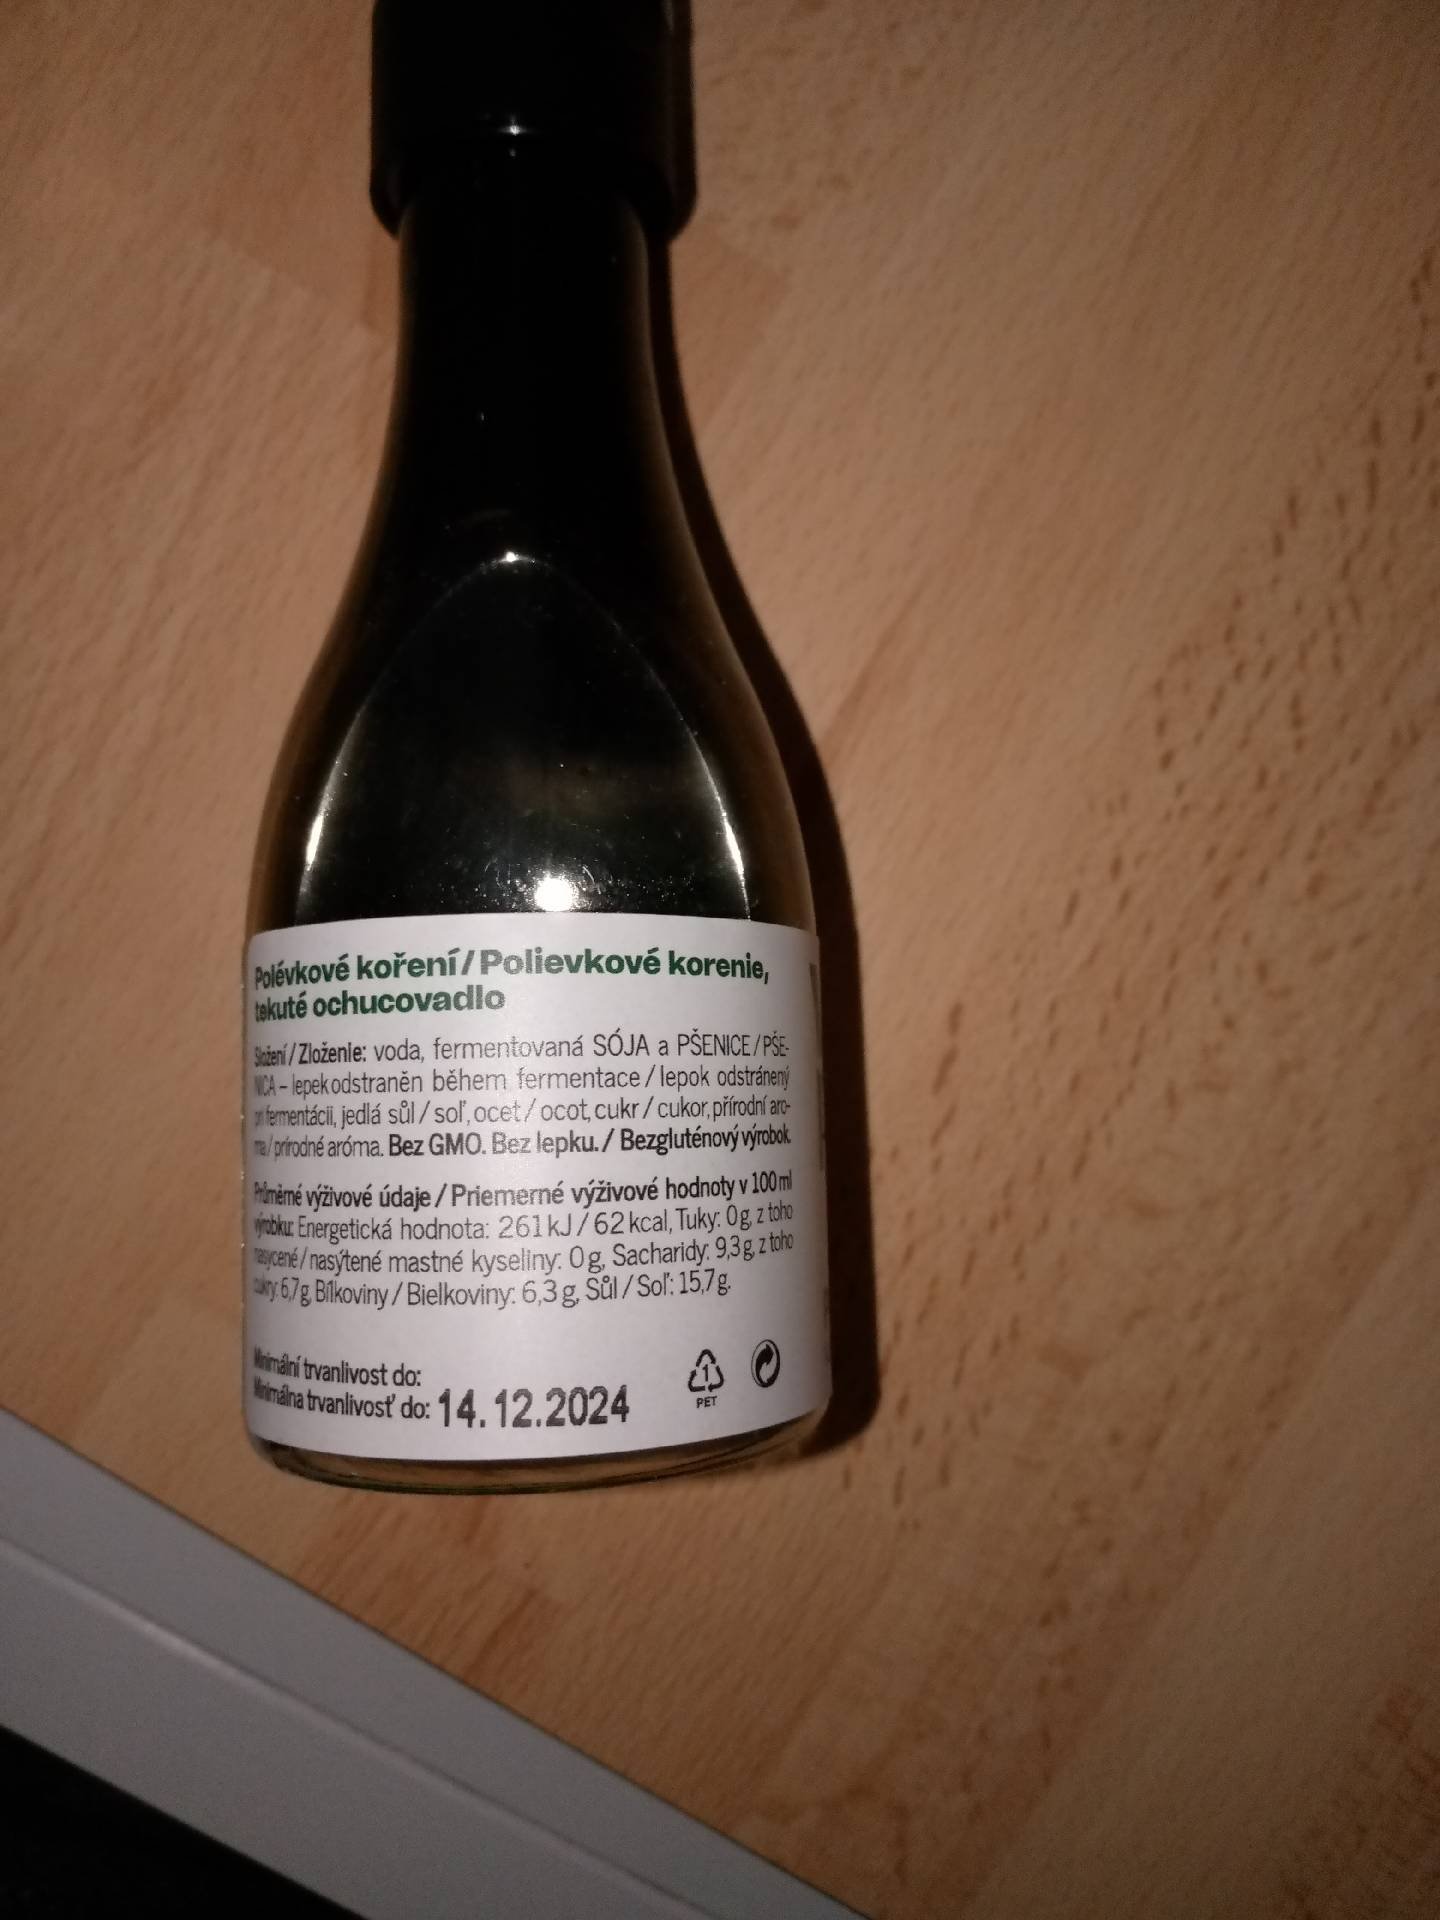 Polévkové koření / Polievkové korenie,
tekuté ochucovadlo
Složení / Zloženie: voda, fermentovaná SÓJA a PŠENICE / PŠE-
NICA – lepek odstraněn během fermentace / lepok odstránený
pri fermentácii, jedlá sůl / soľ, ocet / ocot, cukr / cukor, přírodní aro-
ma / prírodné aróma. Bez GMO. Bez lepku. / Bezgluténový výrobok.
Průměrné výživové údaje / Priemerné výživové hodnoty v 100 ml
výrobku: Energetická hodnota: 261 kJ / 62 kcal, Tuky: 0 g, z toho
nasycené / nasýtené mastné kyseliny: 0 g, Sacharidy: 9,3 g, z toho
cukry: 6,7 g, Bílkoviny / Bielkoviny: 6,3 g, Sůl / Soľ: 15,7 g.
Minimální trvanlivost do:
Minimálna trvanlivosť do: 14.12.2024
1
PET